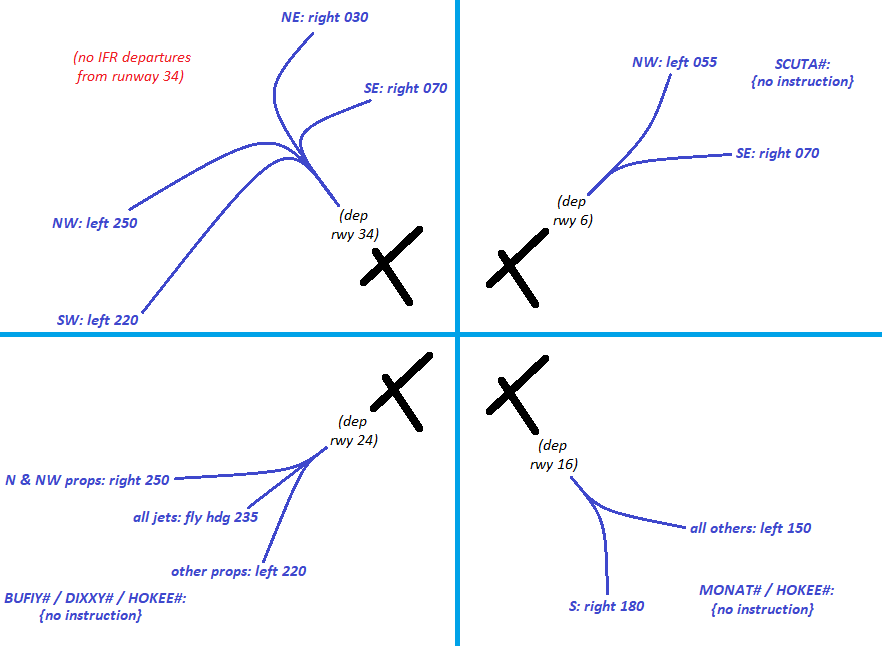 NE: right 030
(no IFR departures
from runway 34)
SE: right 070
NW: left 250
(dep
rwy 34)
SW: left 220
NW: left 055
SCUTA#:
{no instruction}
SE: right 070
(dep
rwy 6)
(dep
rwy 24)
N & NW props: right 250
all jets: fly hdg 235
other props: left 220
BUFIY# / DIXXY# / HOKEE#:
{no instruction}
(dep
rwy 16)
all others: left 150
S: right 180
MONAT# / HOKEE#:
{no instruction}